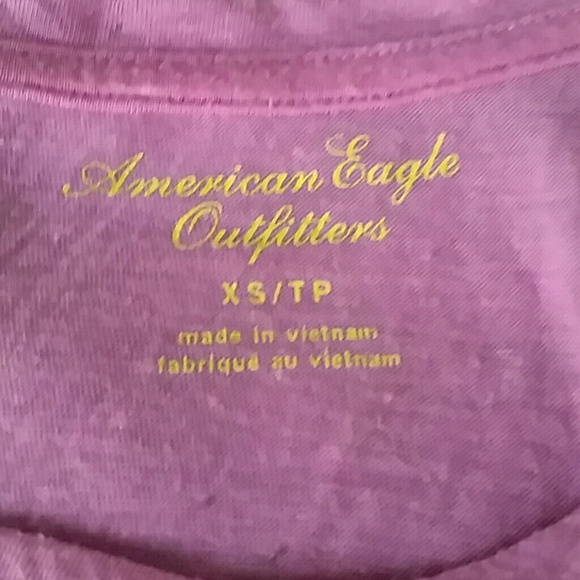 American Eagle
Outfitters
XS/TP
made in vietnam
fabriqué au vietnam